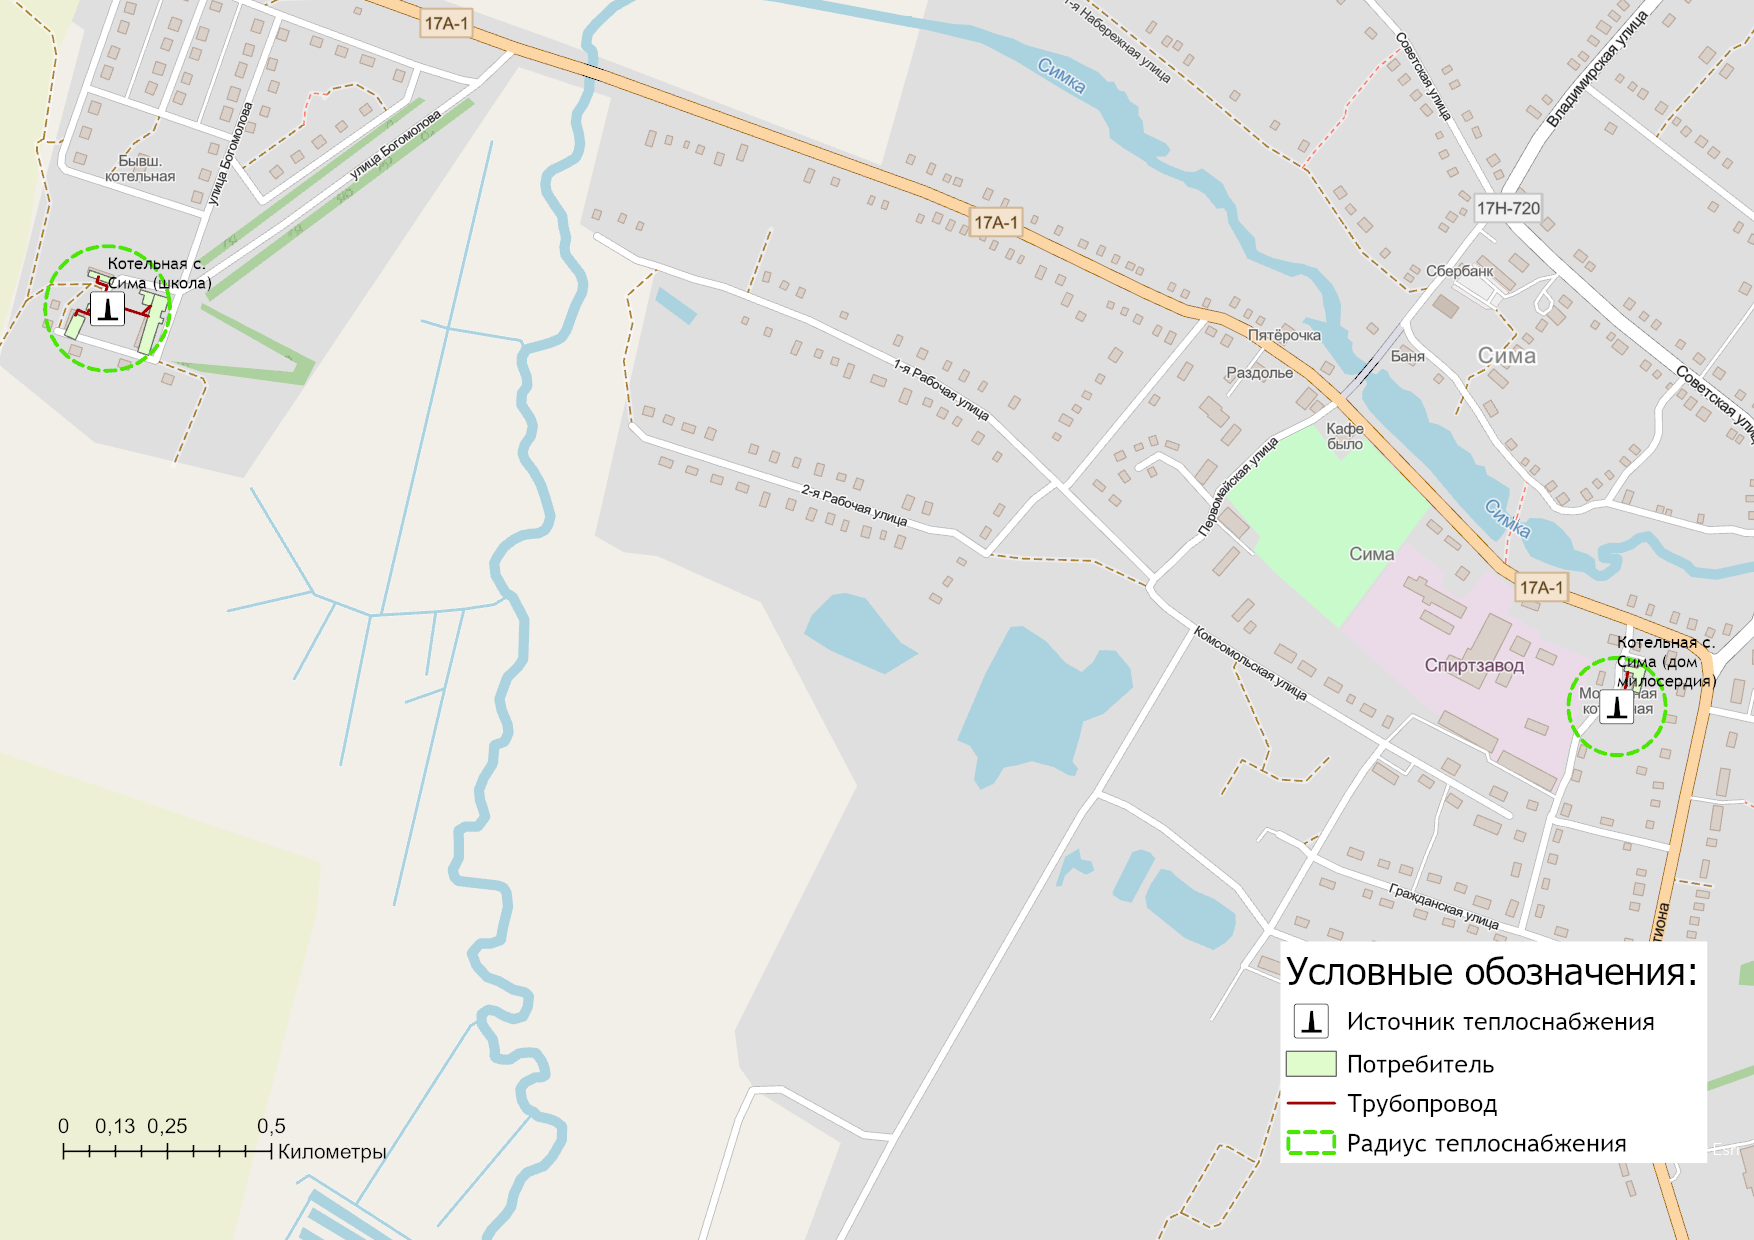 17А-1
1-я Набережная улица
Симка
Советская улица
Владимирская улица
улица Богомолова
улица Богомолова
Бывш.
котельная
17Н-720
17А-1
Котельная с.
Сима (школа)
Сбербанк
Пятёрочка
Баня
Сима
Раздолье
1-я Рабочая улица
Советская
Кафе
было
Первомайская улица
2-я Рабочая улица
Симка
Сима
17А-1
Комсомольская улица
Котельная с.
Сима (дом
милосердия)
Спиртзавод
Гражданская улица
Условные обозначения:
Источник теплоснабжения
Потребитель
Трубопровод
Радиус теплоснабжения
0 0,13 0,25 0,5
Километры
Esri